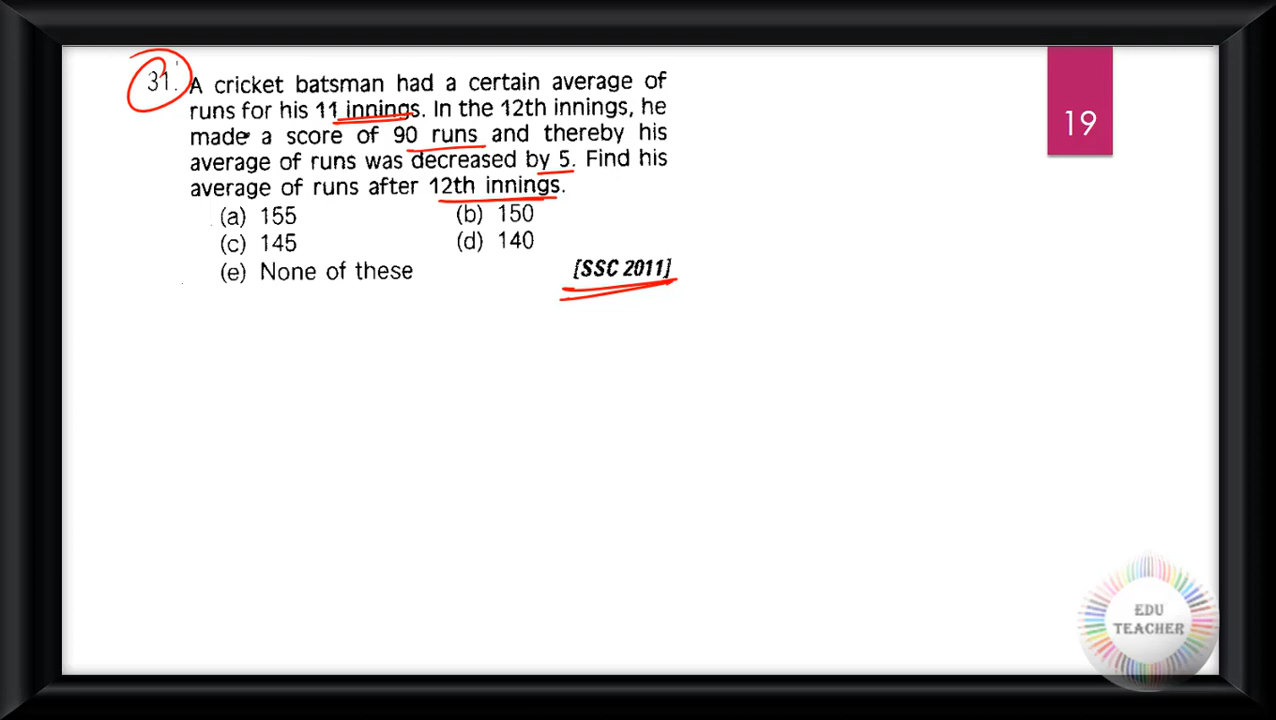 31. A cricket batsman had a certain average of
runs for his 11 innings. In the 12th innings, he
made a score of 90 runs and thereby his
average of runs was decreased by 5. Find his
average of runs after 12th innings.
(a) 155 (b) 150
(c) 145 (d) 140
(e) None of these [SSC 2011]
19
EDU
TEACHER